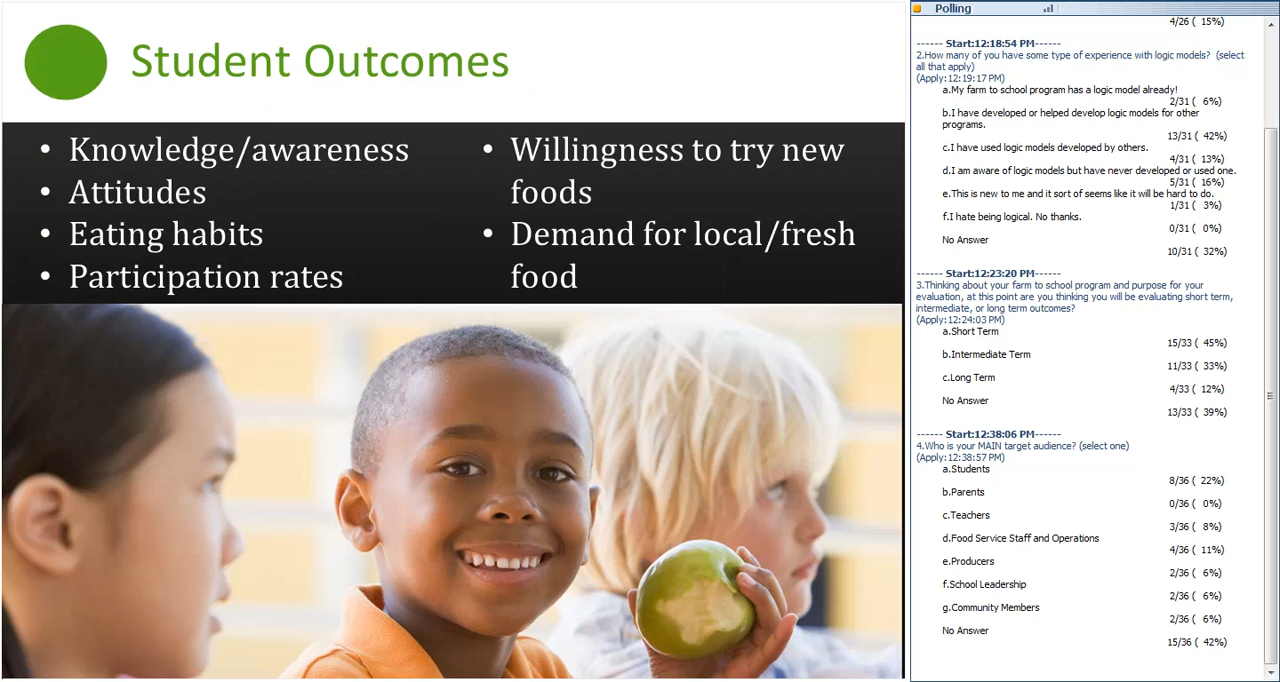 Student Outcomes
• Knowledge/awareness
• Attitudes
• Eating habits
• Participation rates
• Willingness to try new
foods
• Demand for local/fresh
food
Polling
4/26 ( 15%)
------ Start:12:18:54 PM------
2.How many of you have some type of experience with logic models?  (select
all that apply)
(Apply:12:19:17 PM)
a.My farm to school program has a logic model already!
2/31 ( 6%)
b.I have developed or helped develop logic models for other
programs.
13/31 ( 42%)
c.I have used logic models developed by others.
4/31 ( 13%)
d.I am aware of logic models but have never developed or used one.
5/31 ( 16%)
e.This is new to me and it sort of seems like it will be hard to do.
1/31 ( 3%)
f.I hate being logical. No thanks.
0/31 ( 0%)
No Answer
10/31 ( 32%)
------ Start:12:23:20 PM------
3.Thinking about your farm to school program and purpose for your
evaluation, at this point are you thinking you will be evaluating short term,
intermediate, or long term outcomes?
(Apply:12:24:03 PM)
a.Short Term
15/33 ( 45%)
b.Intermediate Term
11/33 ( 33%)
c.Long Term
4/33 ( 12%)
No Answer
13/33 ( 39%)
------ Start:12:38:06 PM------
4.Who is your MAIN target audience? (select one)
(Apply:12:38:57 PM)
a.Students
8/36 ( 22%)
b.Parents
0/36 ( 0%)
c.Teachers
3/36 ( 8%)
d.Food Service Staff and Operations
4/36 ( 11%)
e.Producers
2/36 ( 6%)
f.School Leadership
2/36 ( 6%)
g.Community Members
2/36 ( 6%)
No Answer
15/36 ( 42%)